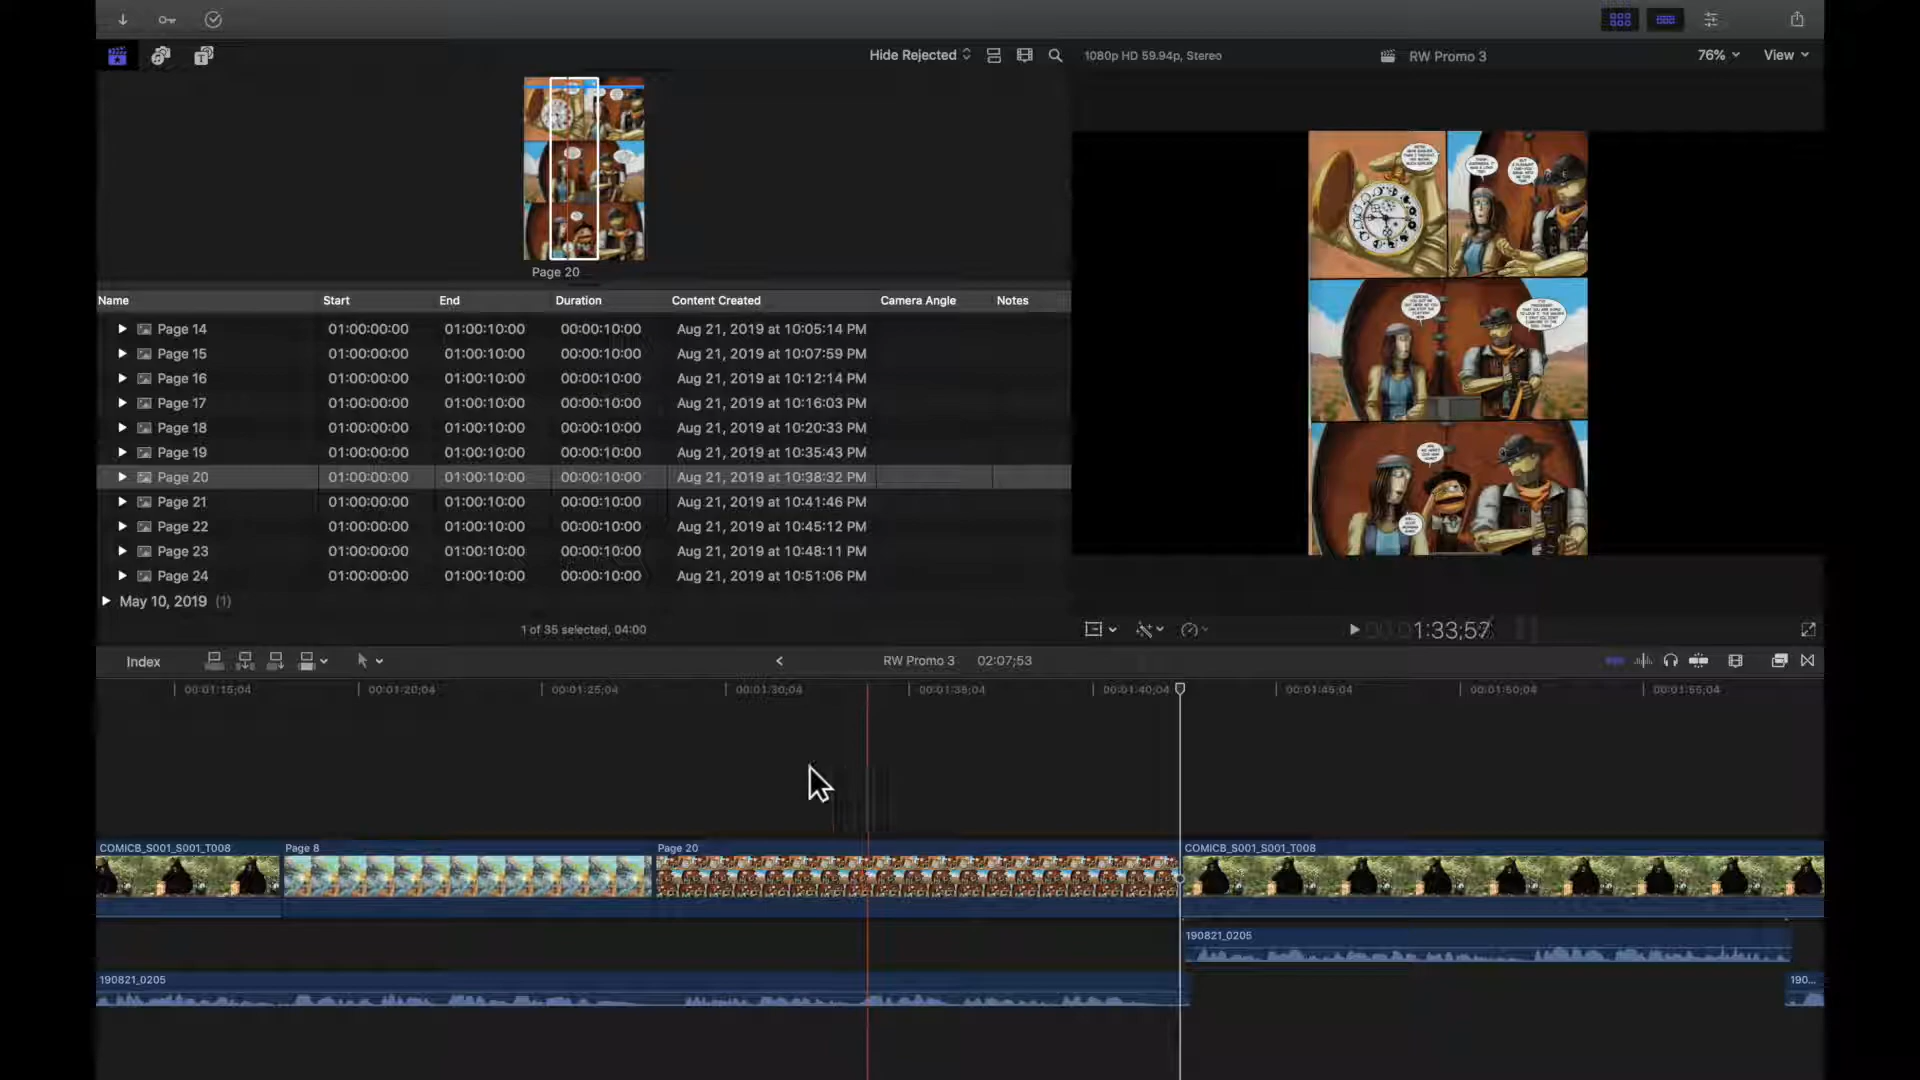 Hide Rejected
1080p HD 59.94p, Stereo
RW Promo 3
76%
View
Page 20
Name Start End Duration Content Created Camera Angle Notes
Page 14 01:00:00:00 01:00:10:00 00:00:10:00 Aug 21, 2019 at 10:05:14 PM
Page 15 01:00:00:00 01:00:10:00 00:00:10:00 Aug 21, 2019 at 10:07:59 PM
Page 16 01:00:00:00 01:00:10:00 00:00:10:00 Aug 21, 2019 at 10:12:14 PM
Page 17 01:00:00:00 01:00:10:00 00:00:10:00 Aug 21, 2019 at 10:16:03 PM
Page 18 01:00:00:00 01:00:10:00 00:00:10:00 Aug 21, 2019 at 10:20:33 PM
Page 19 01:00:00:00 01:00:10:00 00:00:10:00 Aug 21, 2019 at 10:35:43 PM
Page 20 01:00:00:00 01:00:10:00 00:00:10:00 Aug 21, 2019 at 10:38:32 PM
Page 21 01:00:00:00 01:00:10:00 00:00:10:00 Aug 21, 2019 at 10:41:46 PM
Page 22 01:00:00:00 01:00:10:00 00:00:10:00 Aug 21, 2019 at 10:45:12 PM
Page 23 01:00:00:00 01:00:10:00 00:00:10:00 Aug 21, 2019 at 10:48:11 PM
Page 24 01:00:00:00 01:00:10:00 00:00:10:00 Aug 21, 2019 at 10:51:06 PM
May 10, 2019 (1)
1 of 35 selected, 04:00
1:33;57
Index
RW Promo 3 02:07;53
00:01:15;04 00:01:20;04 00:01:25;04 00:01:30;04 00:01:35;04 00:01:40;04 00:01:45;04 00:01:50;04 00:01:55;04
COMICB_S001_S001_T008 Page 8 Page 20 COMICB_S001_S001_T008
190821_0205
190821_0205
190...